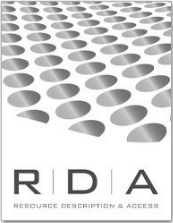 R|D|A
RESOURCE DESCRIPTION & ACCESS